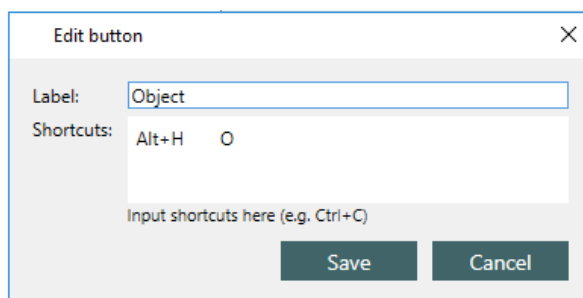 Edit button
Label: Object
Shortcuts: Alt+H O
Input shortcuts here (e.g. Ctrl+C)
Save Cancel